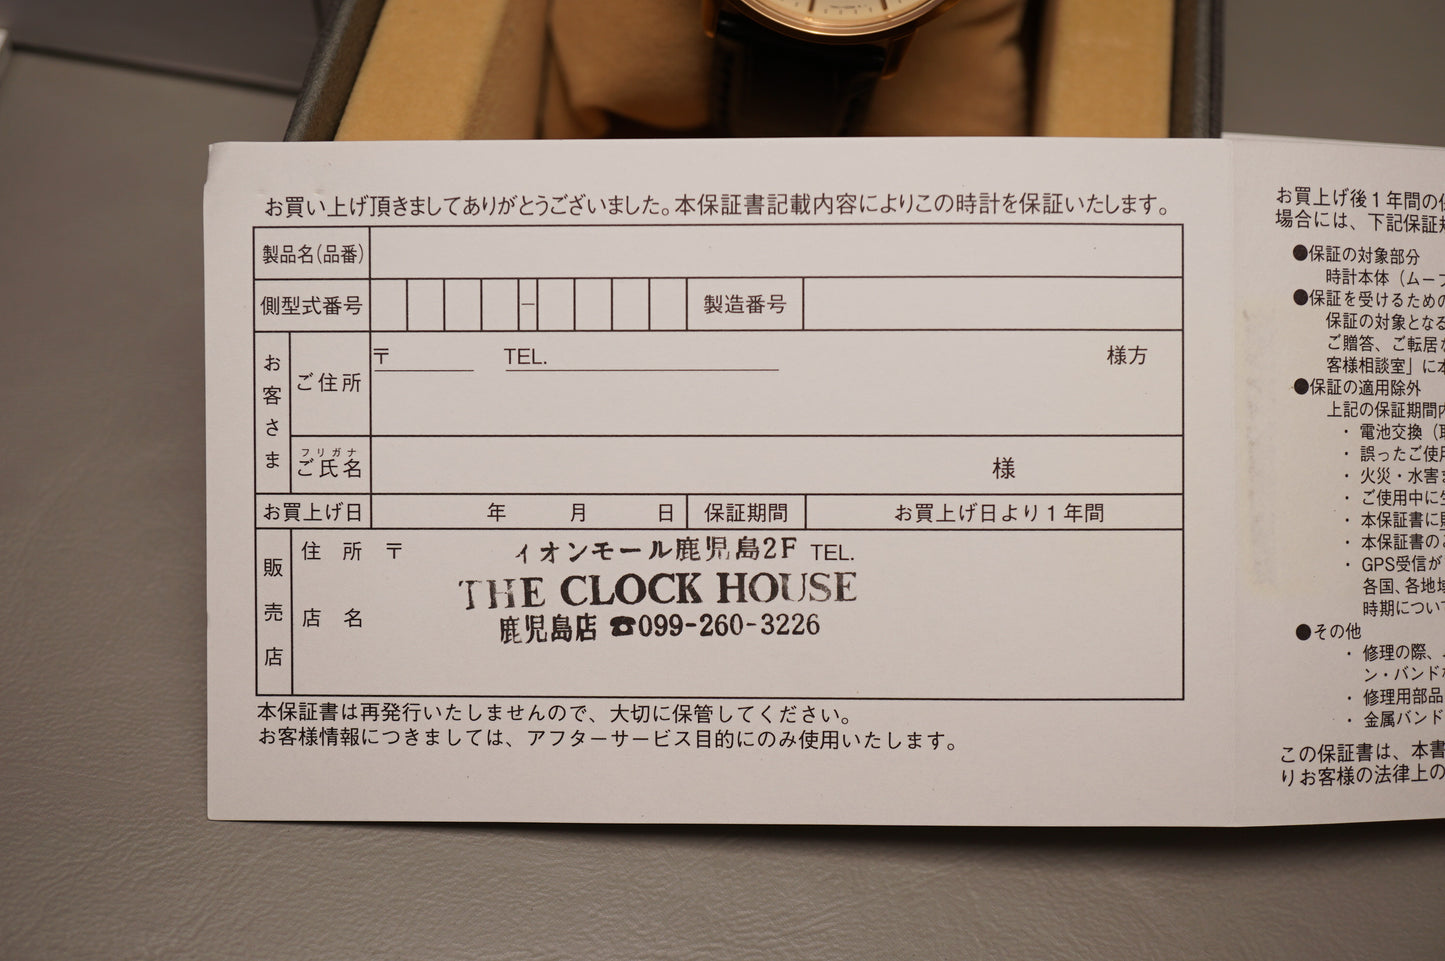 お買い上げ頂きましてありがとうございました。本保証書記載内容によりこの時計を保証いたします。
製品名(品番)
側型式番号 － 製造番号
お客さま
ご住所 〒 TEL. 様方
フリガナ
ご氏名 様
お買上げ日 年 月 日 保証期間 お買上げ日より1年間
販売店
住所 〒 TEL.
イオンモール鹿児島2F
THE CLOCK HOUSE
店名
鹿児島店 ☎099-260-3226
本保証書は再発行いたしませんので、大切に保管してください。
お客様情報につきましては、アフターサービス目的にのみ使用いたします。
お買上げ後1年間の
場合には、下記保証
●保証の対象部分
時計本体（ムーブ
●保証を受けるための
保証の対象となる
ご贈答、ご転居
客様相談室」に
●保証の適用除外
上記の保証期間
・電池交換（
・誤ったご使
・火災・水害
・ご使用中に
・本保証書に
・本保証書の
・GPS受信が
各国、各地
時期につい
●その他
・修理の際、
ン・バンド
・修理用部品
・金属バンド
この保証書は、本書
りお客様の法律上の